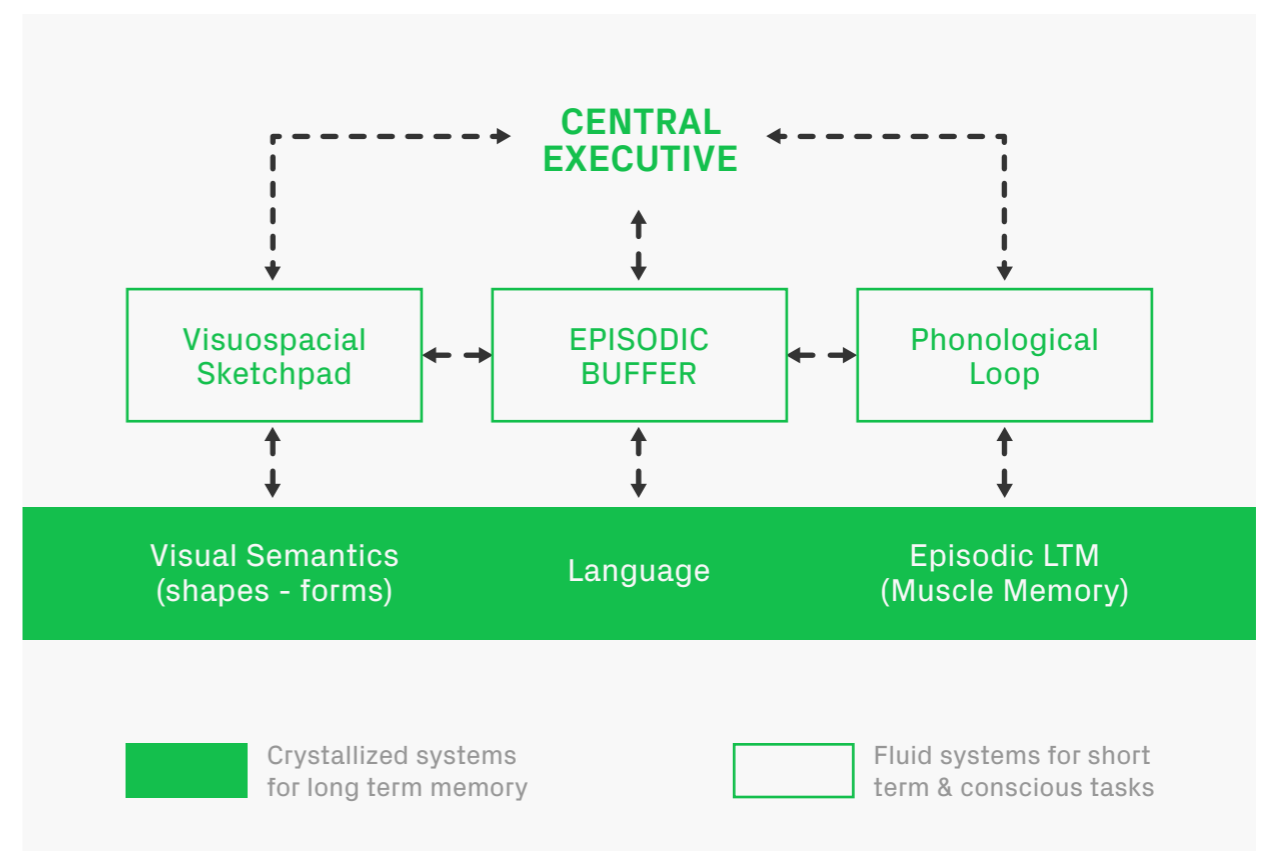 CENTRAL
EXECUTIVE
Visuospacial
Sketchpad
EPISODIC
BUFFER
Phonological
Loop
Visual Semantics
(shapes - forms)
Language
Episodic LTM
(Muscle Memory)
Crystallized systems
for long term memory
Fluid systems for short
term & conscious tasks